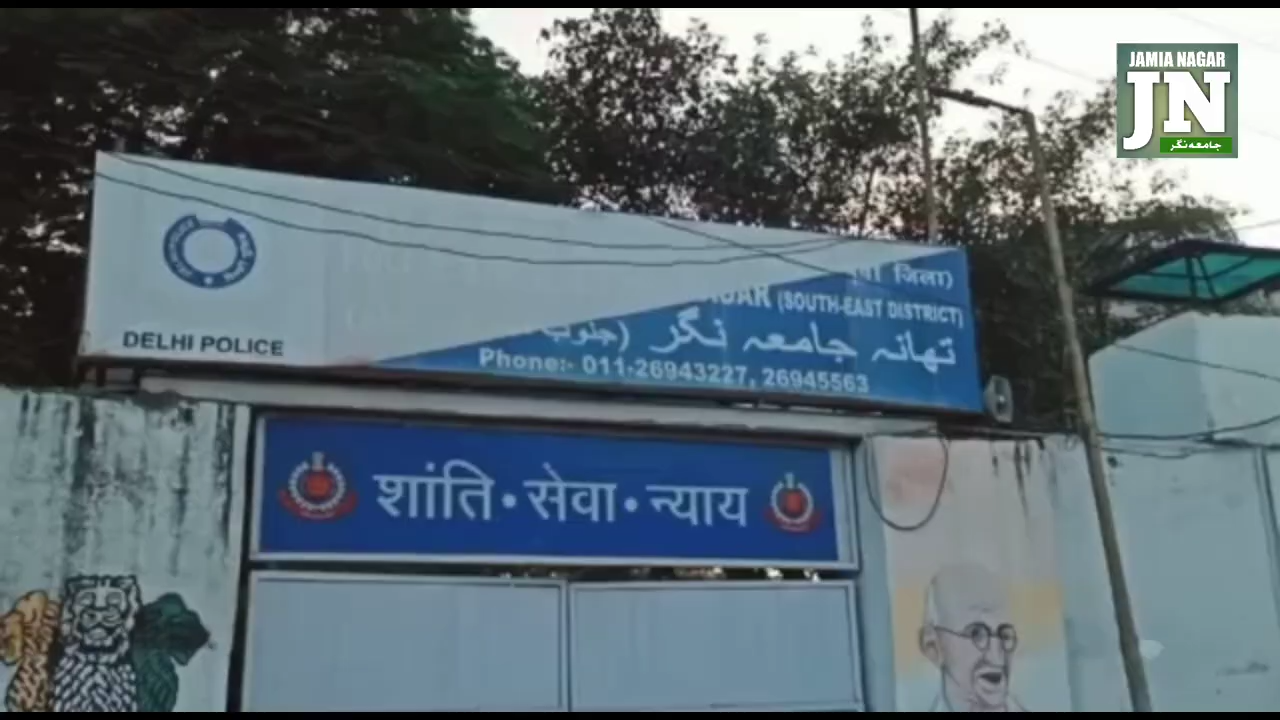 JAMIA NAGAR
JN
جامعہ نگر
जिला)
(SOUTH-EAST DISTRICT)
تھانہ جامعہ نگر
Phone:- 011-26943227, 26945563
DELHI POLICE
शांति • सेवा • न्याय